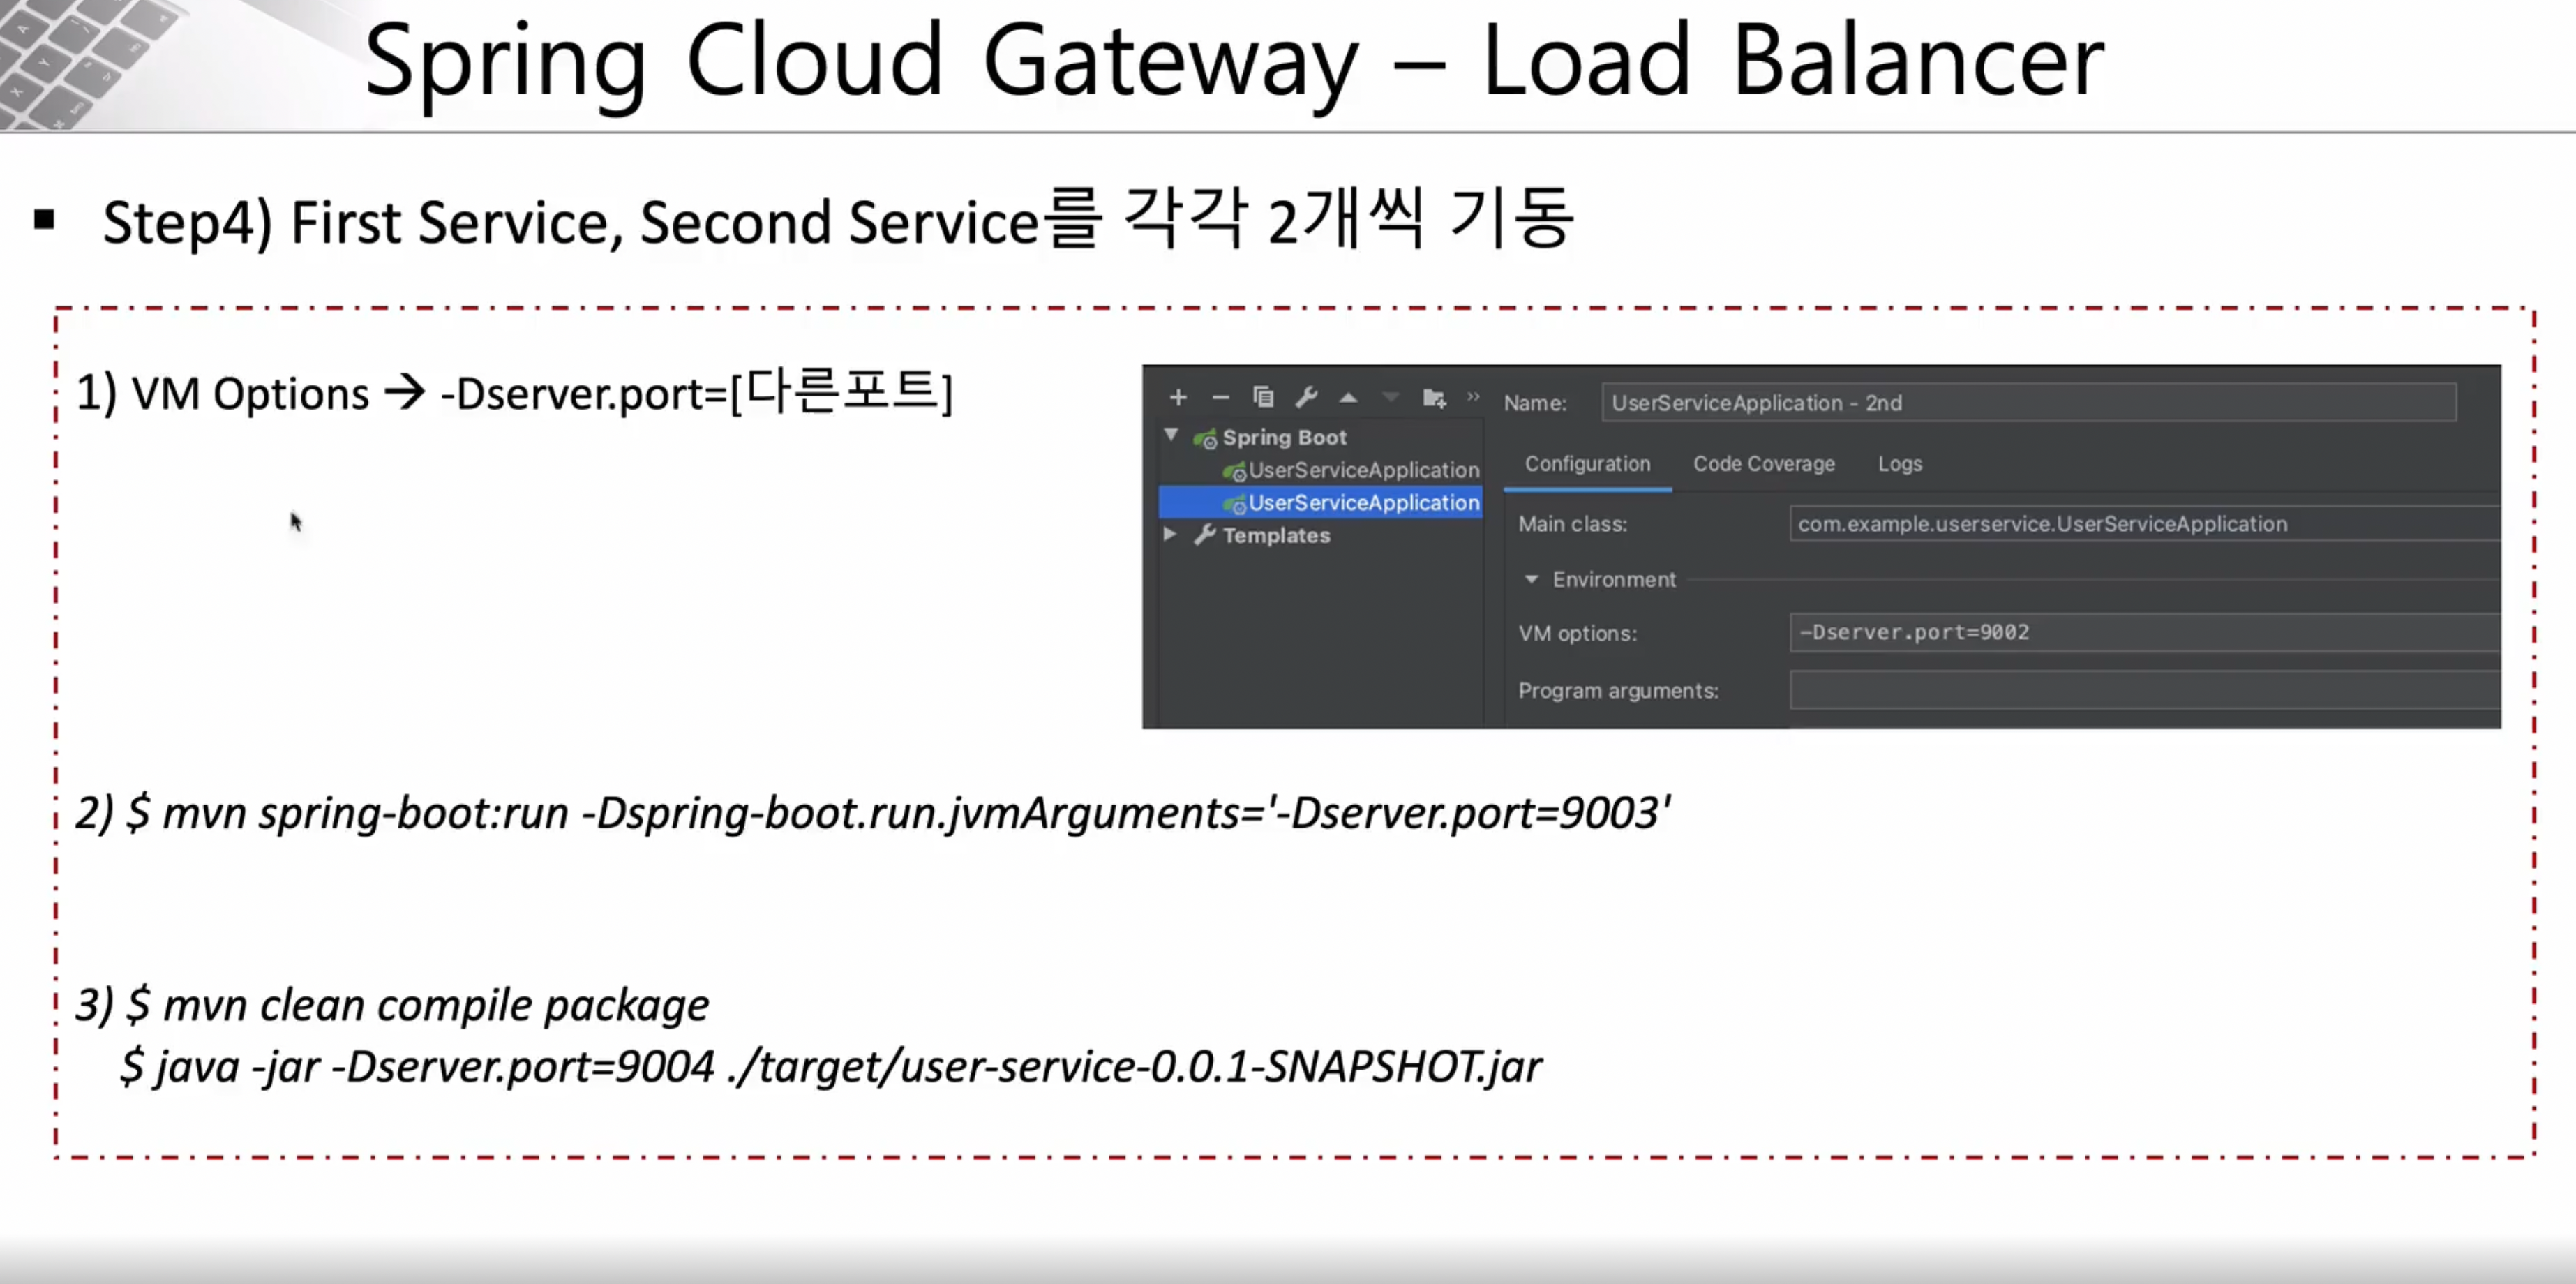 Spring Cloud Gateway – Load Balancer
▪ Step4) First Service, Second Service를 각각 2개씩 기동
1) VM Options → -Dserver.port=[다른포트]
Name: UserServiceApplication - 2nd
Spring Boot
UserServiceApplication
UserServiceApplication
Templates
Configuration Code Coverage Logs
Main class: com.example.userservice.UserServiceApplication
Environment
VM options: -Dserver.port=9002
Program arguments:
2) $ mvn spring-boot:run -Dspring-boot.run.jvmArguments='-Dserver.port=9003'
3) $ mvn clean compile package
$ java -jar -Dserver.port=9004 ./target/user-service-0.0.1-SNAPSHOT.jar